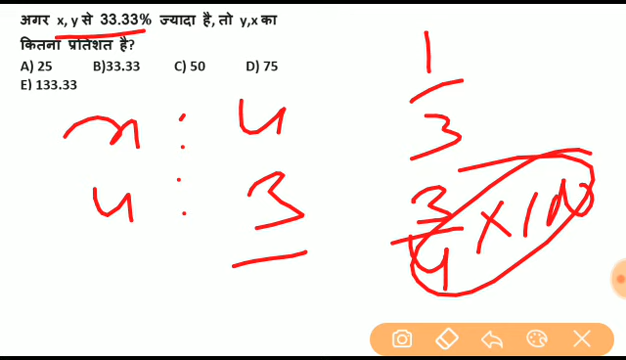 अगर x, y से 33.33% ज्यादा है, तो y,x का
कितना प्रतिशत है?
A) 25 B)33.33 C) 50 D) 75
E) 133.33
x : y
4 : 3
1
3
3
4 × 100